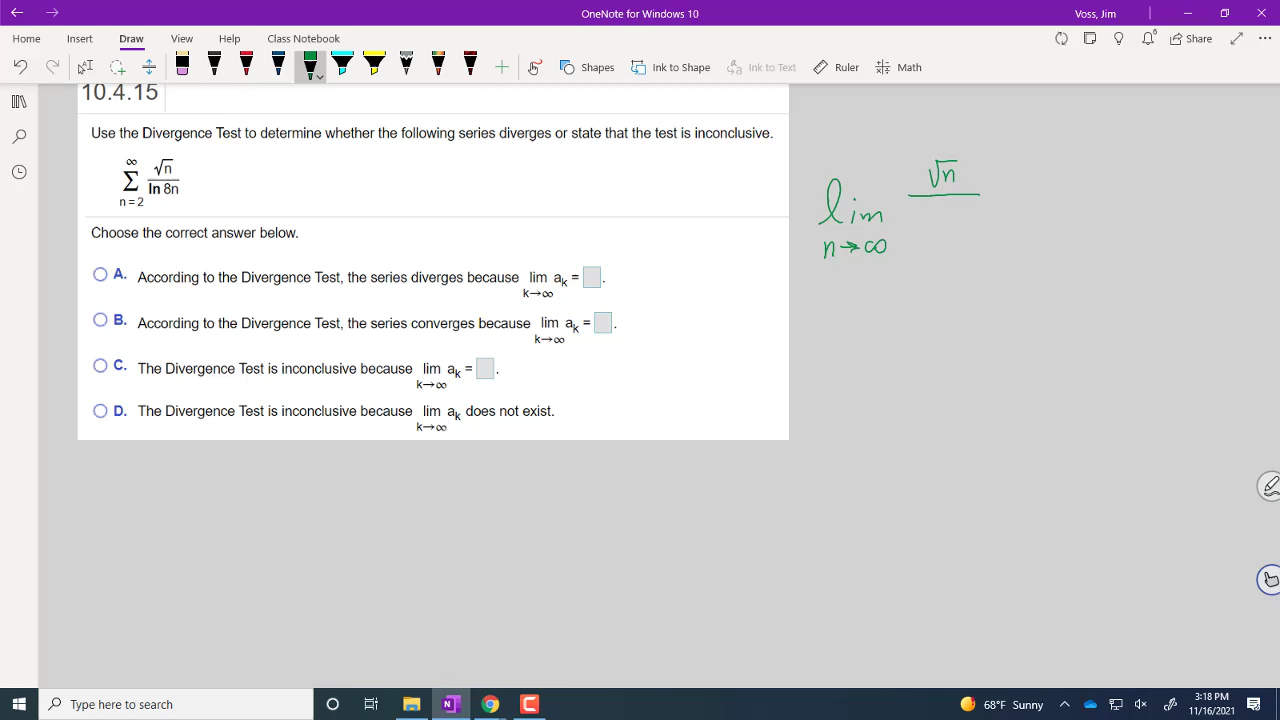 OneNote for Windows 10
Voss, Jim
Home Insert Draw View Help Class Notebook
Share
Shapes Ink to Shape Ink to Text Ruler Math
10.4.15
Use the Divergence Test to determine whether the following series diverges or state that the test is inconclusive.
∞
Σ √n / ln 8n
n = 2
Choose the correct answer below.
A. According to the Divergence Test, the series diverges because lim aₖ = .
k→∞
B. According to the Divergence Test, the series converges because lim aₖ = .
k→∞
C. The Divergence Test is inconclusive because lim aₖ = .
k→∞
D. The Divergence Test is inconclusive because lim aₖ does not exist.
k→∞
√n
lim
n→∞
Type here to search
N
68°F Sunny
3:18 PM
11/16/2021